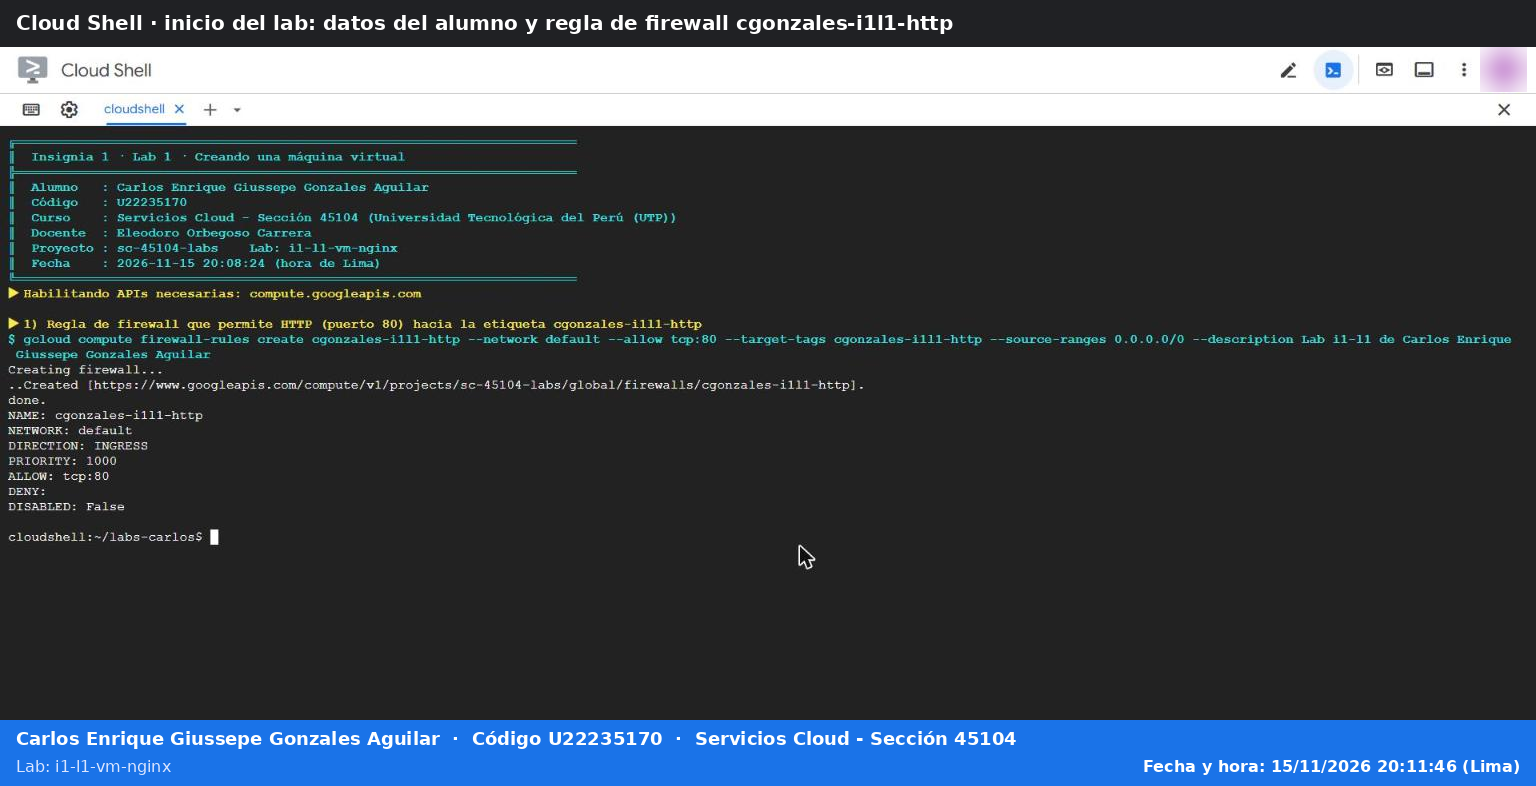 Cloud Shell · inicio del lab: datos del alumno y regla de firewall cgonzales-i1l1-http
Cloud Shell
cloudshell
Insignia 1 · Lab 1 · Creando una máquina virtual
Alumno : Carlos Enrique Giussepe Gonzales Aguilar
Código : U22235170
Curso : Servicios Cloud - Sección 45104 (Universidad Tecnológica del Perú (UTP))
Docente : Eleodoro Orbegoso Carrera
Proyecto : sc-45104-labs Lab: i1-l1-vm-nginx
Fecha : 2026-11-15 20:08:24 (hora de Lima)
▶ Habilitando APIs necesarias: compute.googleapis.com
▶ 1) Regla de firewall que permite HTTP (puerto 80) hacia la etiqueta cgonzales-i1l1-http
$ gcloud compute firewall-rules create cgonzales-i1l1-http --network default --allow tcp:80 --target-tags cgonzales-i1l1-http --source-ranges 0.0.0.0/0 --description Lab i1-l1 de Carlos Enrique
Giussepe Gonzales Aguilar
Creating firewall...
..Created [https://www.googleapis.com/compute/v1/projects/sc-45104-labs/global/firewalls/cgonzales-i1l1-http].
done.
NAME: cgonzales-i1l1-http
NETWORK: default
DIRECTION: INGRESS
PRIORITY: 1000
ALLOW: tcp:80
DENY:
DISABLED: False
cloudshell:~/labs-carlos$
Carlos Enrique Giussepe Gonzales Aguilar · Código U22235170 · Servicios Cloud - Sección 45104
Lab: i1-l1-vm-nginx
Fecha y hora: 15/11/2026 20:11:46 (Lima)